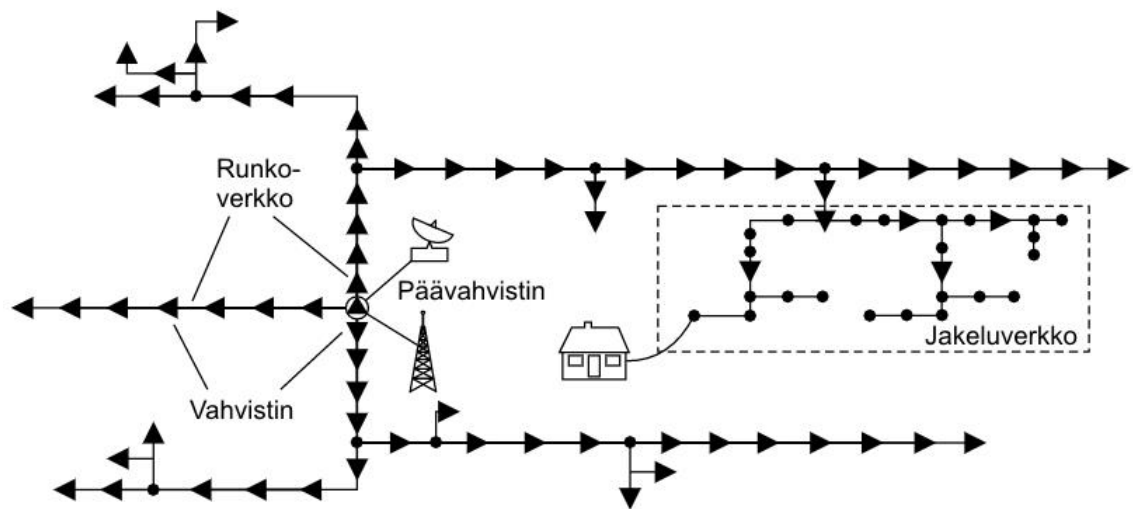 Runko-
verkko
Päävahvistin
Jakeluverkko
Vahvistin